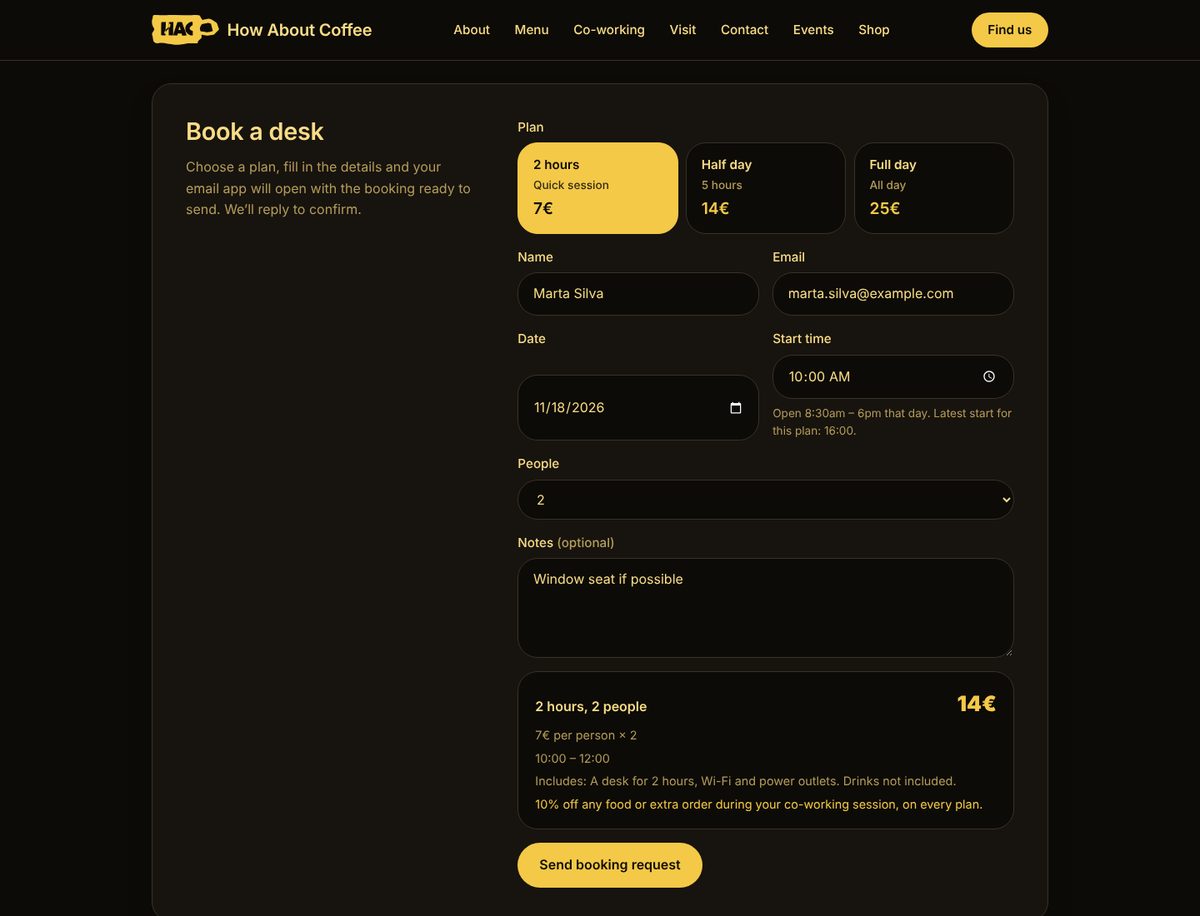 HAC
How About Coffee
About
Menu
Co-working
Visit
Contact
Events
Shop
Find us
Book a desk
Choose a plan, fill in the details and your
email app will open with the booking ready to
send. We’ll reply to confirm.
Plan
2 hours
Quick session
7€
Half day
5 hours
14€
Full day
All day
25€
Name
Marta Silva
Email
marta.silva@example.com
Date
11/18/2026
Start time
10:00 AM
Open 8:30am – 6pm that day. Latest start for
this plan: 16:00.
People
2
Notes (optional)
Window seat if possible
2 hours, 2 people
14€
7€ per person × 2
10:00 – 12:00
Includes: A desk for 2 hours, Wi-Fi and power outlets. Drinks not included.
10% off any food or extra order during your co-working session, on every plan.
Send booking request